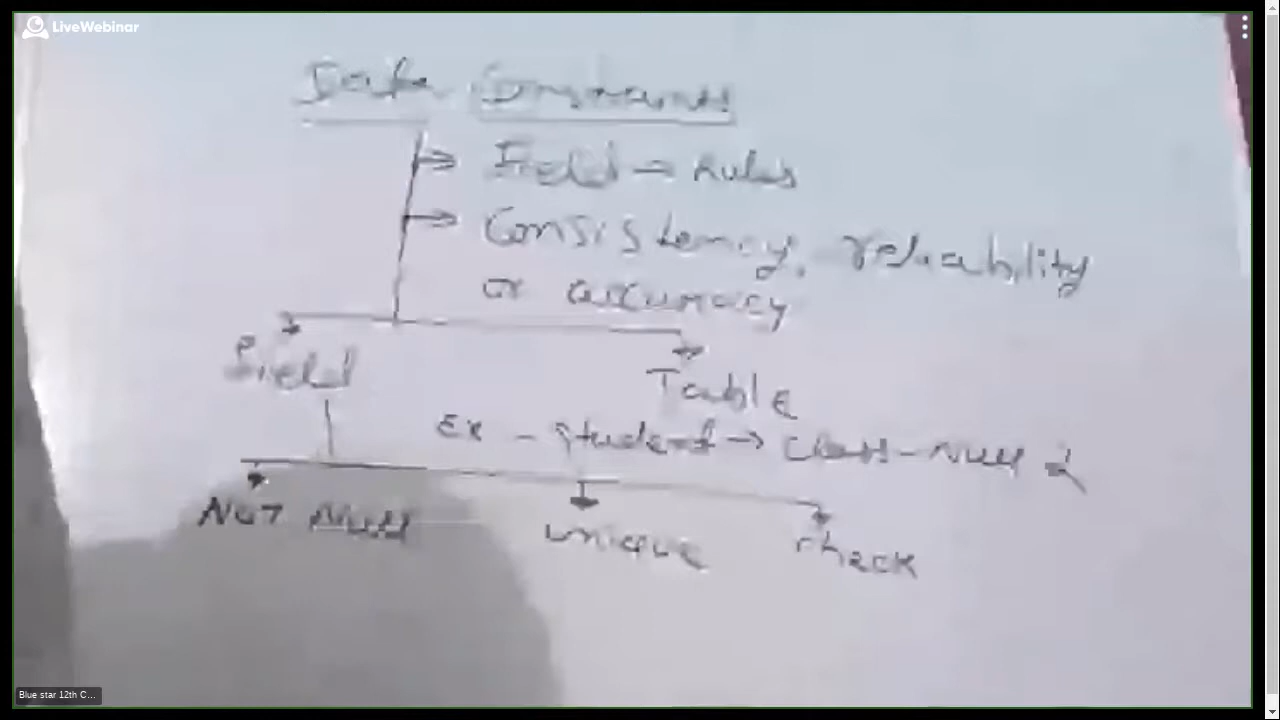 LiveWebinar
Data Constraints
Field → rules
Consistency, reliability
or accuracy
Field
Table
Ex - Student → Class - Null
Not Null
unique
check
Blue star 12th C...